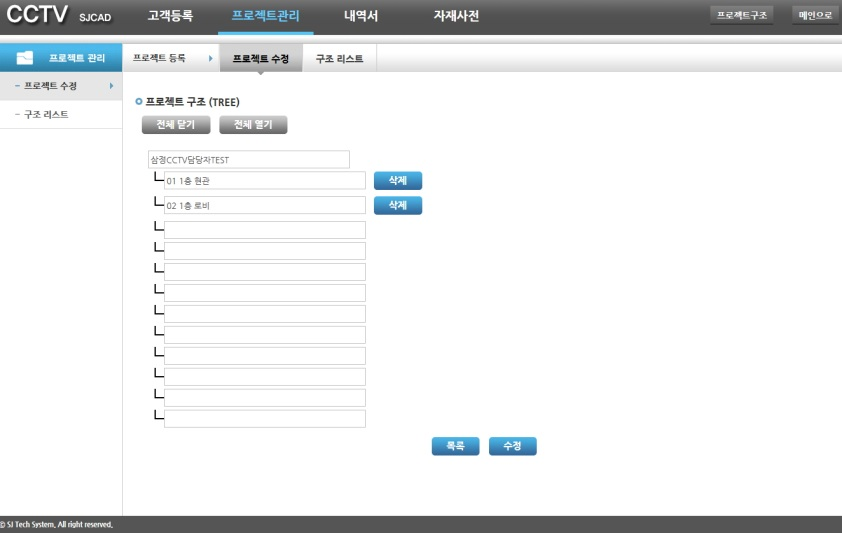 CCTV SJCAD 고객등록 프로젝트관리 내역서 자재사전 프로젝트구조 메인으로
프로젝트 관리 프로젝트 등록 프로젝트 수정 구조 리스트
- 프로젝트 수정
- 구조 리스트
프로젝트 구조 (TREE)
전체 닫기 전체 열기
삼정CCTV담당자TEST
01 1층 현관 삭제
02 1층 로비 삭제
목록 수정
© SJ Tech System. All right reserved.